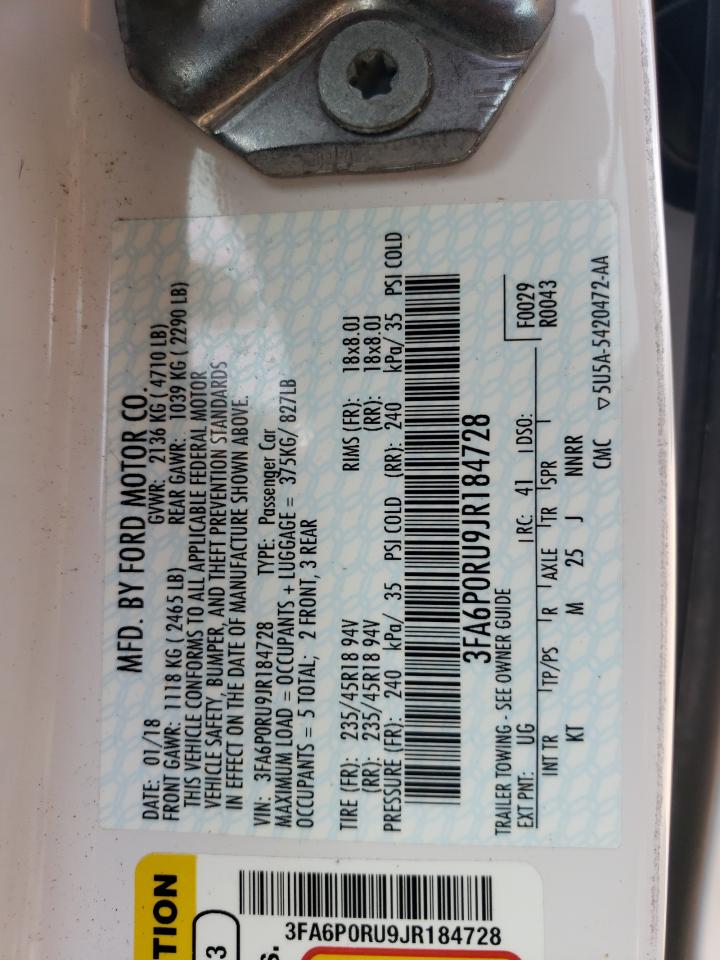 MFD. BY FORD MOTOR CO.
DATE: 01/18 GVWR: 2136 KG ( 4710 LB)
FRONT GAWR: 1118 KG ( 2465 LB) REAR GAWR: 1039 KG ( 2290 LB)
THIS VEHICLE CONFORMS TO ALL APPLICABLE FEDERAL MOTOR
VEHICLE SAFETY, BUMPER, AND THEFT PREVENTION STANDARDS
IN EFFECT ON THE DATE OF MANUFACTURE SHOWN ABOVE.
VIN: 3FA6P0RU9JR184728 TYPE: Passenger Car
MAXIMUM LOAD = OCCUPANTS + LUGGAGE = 375KG/ 827LB
OCCUPANTS = 5 TOTAL; 2 FRONT, 3 REAR
TIRE (FR): 235/45R18 94V RIMS (FR): 18x8.0J
(RR): 235/45R18 94V (RR): 18x8.0J
PRESSURE (FR): 240 kPa/ 35 PSI COLD (RR): 240 kPa/ 35 PSI COLD
3FA6P0RU9JR184728
TRAILER TOWING - SEE OWNER GUIDE
F0029
EXT PNT: UG RC: 41 DSO: R0043
INT TR TP/PS R AXLE TR SPR
KT M 25 J NNRR
CMC ▽5U5A-5420472-AA
TION
3
S.
3FA6P0RU9JR184728